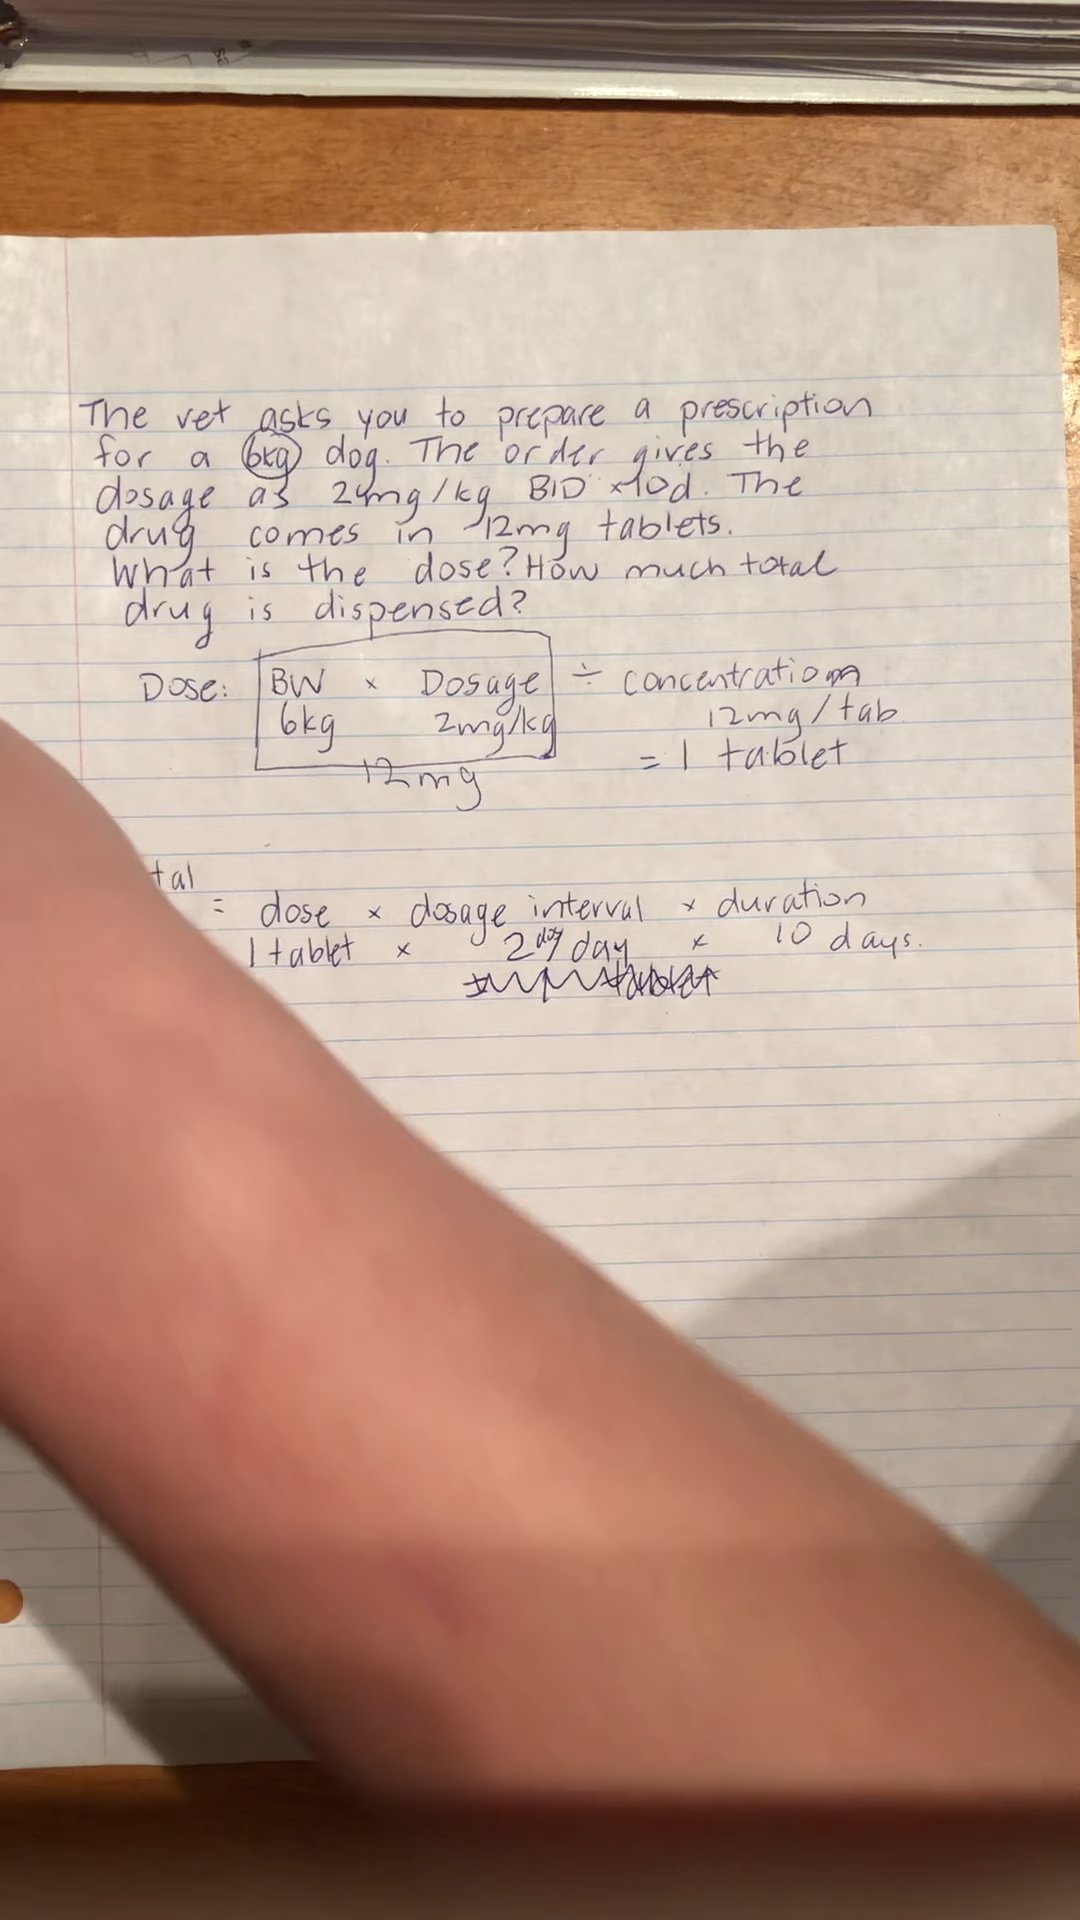 The vet asks you to prepare a prescription
for a 6kg dog. The order gives the
dosage as 2mg/kg BID x10d. The
drug comes in 12mg tablets.
What is the dose? How much total
drug is dispensed?
Dose: BW x Dosage ÷ concentration
6kg 2mg/kg 12mg/tab
12mg = 1 tablet
tal
= dose x dosage interval x duration
1 tablet x 2 day x 10 days.